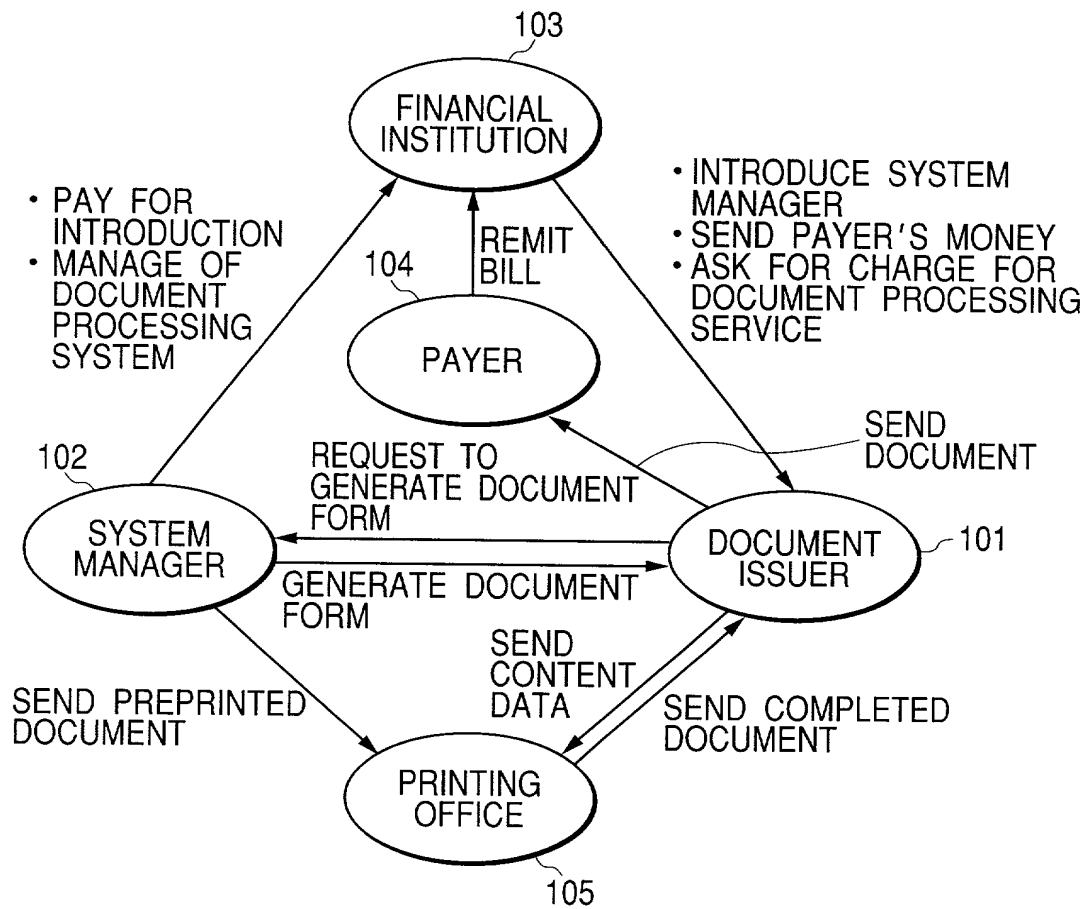 103
FINANCIAL
INSTITUTION
• PAY FOR
INTRODUCTION
• MANAGE OF
DOCUMENT
PROCESSING
SYSTEM
• INTRODUCE SYSTEM
MANAGER
• SEND PAYER'S MONEY
• ASK FOR CHARGE FOR
DOCUMENT PROCESSING
SERVICE
REMIT
BILL
104
PAYER
SEND
DOCUMENT
102
SYSTEM
MANAGER
REQUEST TO
GENERATE DOCUMENT
FORM
GENERATE DOCUMENT
FORM
DOCUMENT
ISSUER
101
SEND
CONTENT
DATA
SEND PREPRINTED
DOCUMENT
SEND COMPLETED
DOCUMENT
PRINTING
OFFICE
105